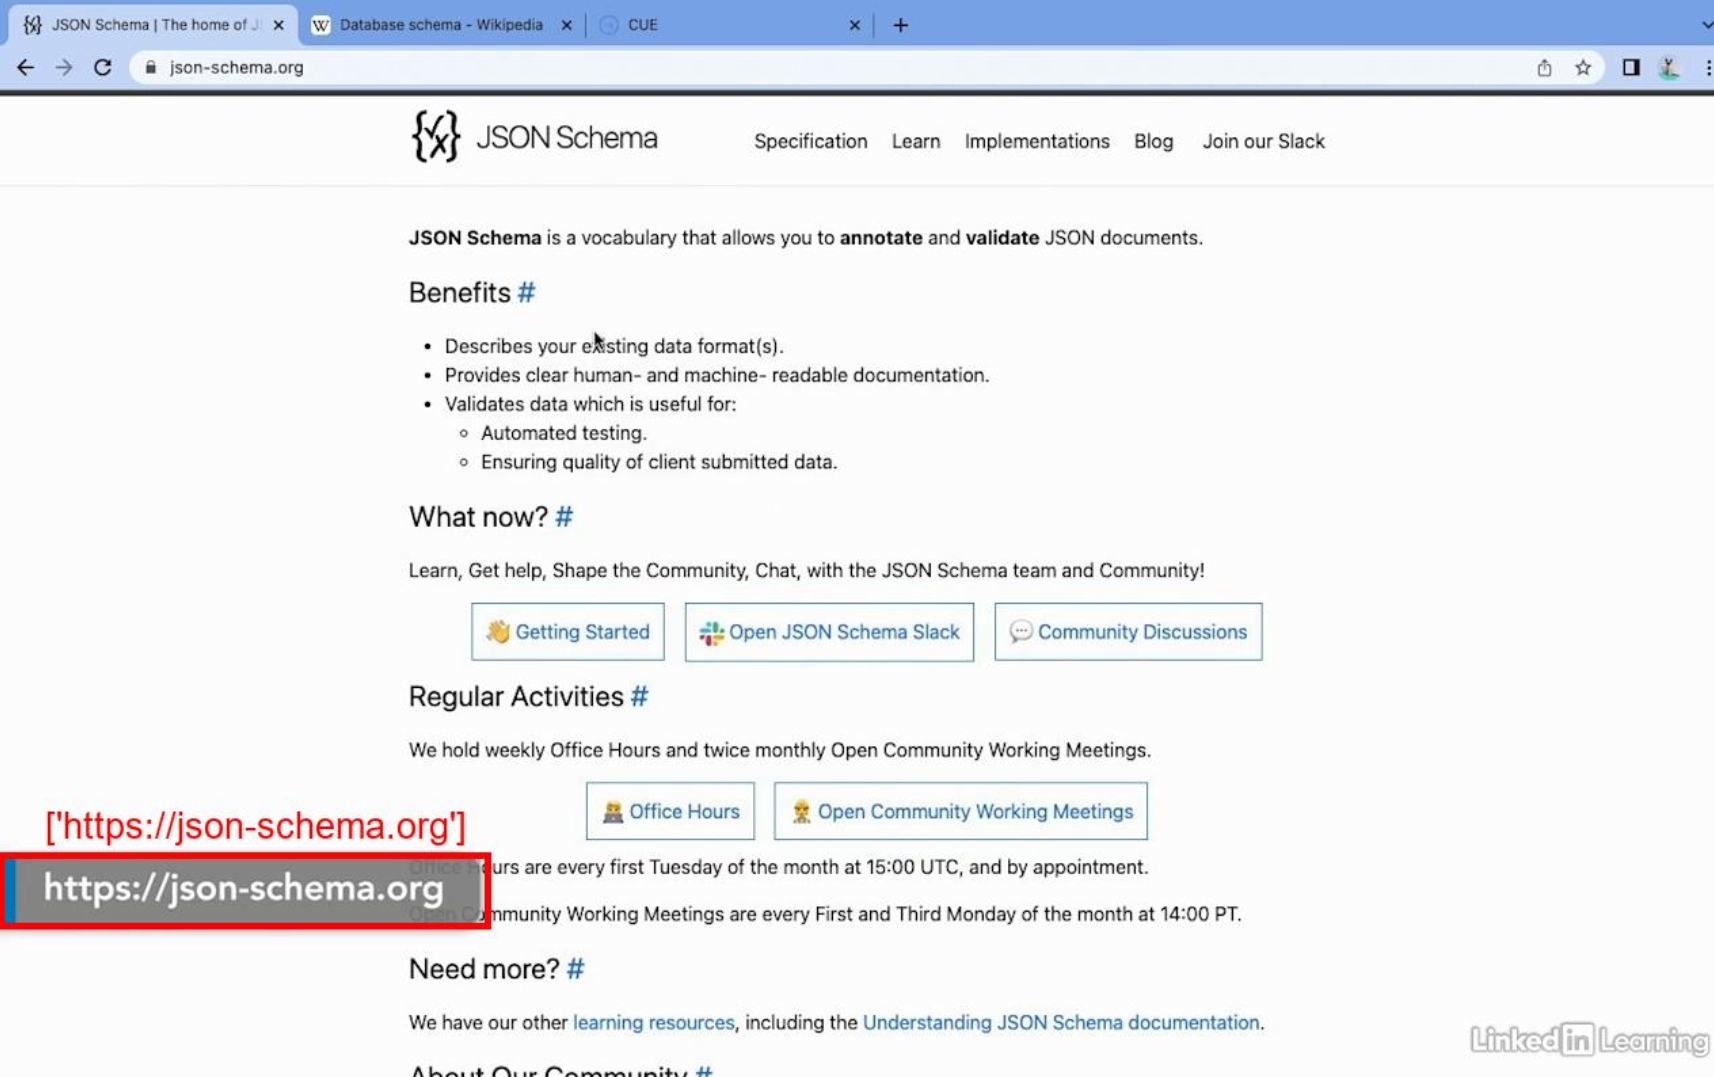 JSON Schema | The home of J
Database schema - Wikipedia
CUE
json-schema.org
JSON Schema
Specification
Learn
Implementations
Blog
Join our Slack
JSON Schema is a vocabulary that allows you to annotate and validate JSON documents.
Benefits #
Describes your existing data format(s).
Provides clear human- and machine- readable documentation.
Validates data which is useful for:
Automated testing.
Ensuring quality of client submitted data.
What now? #
Learn, Get help, Shape the Community, Chat, with the JSON Schema team and Community!
Getting Started
Open JSON Schema Slack
Community Discussions
Regular Activities #
We hold weekly Office Hours and twice monthly Open Community Working Meetings.
Office Hours
Open Community Working Meetings
['https://json-schema.org']
Office Hours are every first Tuesday of the month at 15:00 UTC, and by appointment.
https://json-schema.org
Open Community Working Meetings are every First and Third Monday of the month at 14:00 PT.
Need more? #
We have our other learning resources, including the Understanding JSON Schema documentation.
About Our Community #
Linked in Learning